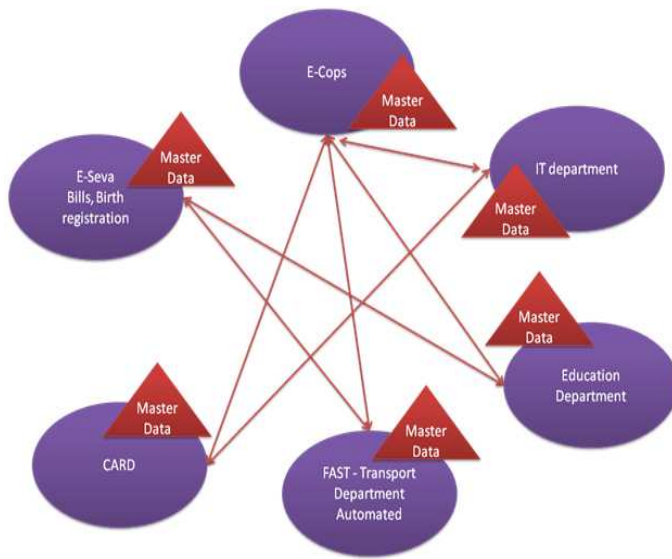 E-Cops
Master
Data
E-Seva
Bills, Birth
registration
Master
Data
IT department
Master
Data
Master
Data
Education
Department
Master
Data
CARD
Master
Data
FAST - Transport
Department
Automated